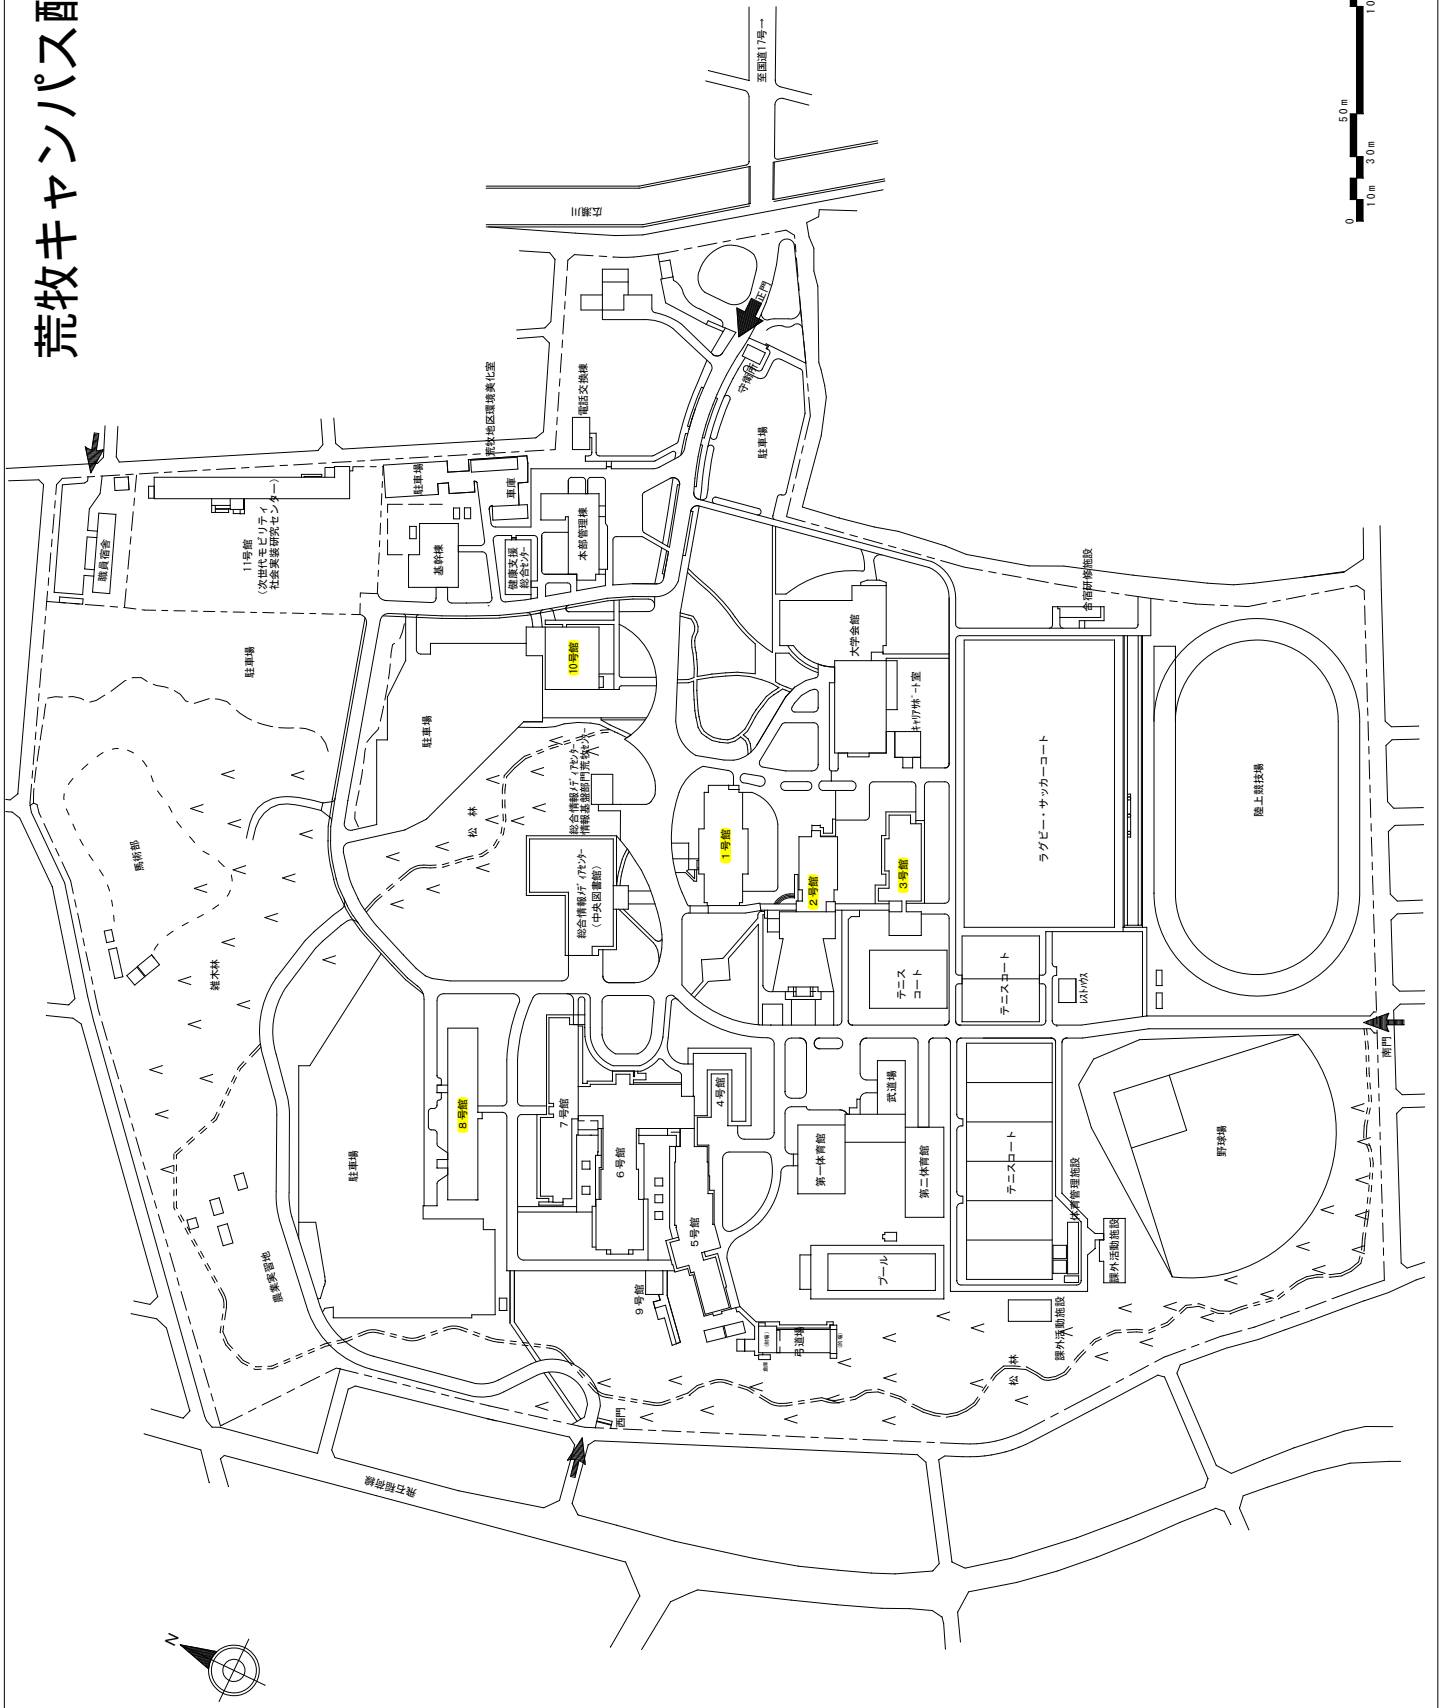 荒牧キャンパス配
至国道17号→
広瀬川
0
10m
30m
50m
10
正門
守衛所
駐車場
電話交換棟
荒牧地区環境美化室
駐車場
車庫
本部管理棟
健康支援
総合センター
基幹棟
11号館
(次世代モビリティ
社会実装研究センター)
職員宿舎
駐車場
駐車場
10号館
大学会館
キャリアサポート室
合宿研修施設
ラグビー・サッカーコート
陸上競技場
馬術部
雑木林
松林
総合情報メディアセンター
情報基盤部門荒牧センター
総合情報メディアセンター
(中央図書館)
1号館
2号館
3号館
テニス
コート
テニスコート
レストハウス
南門
駐車場
8号館
7号館
6号館
4号館
5号館
9号館
武道場
第一体育館
第二体育館
プール
テニスコート
体育管理施設
課外活動施設
課外活動施設
野球場
農業実習地
弓道場
松林
西門
飛石稲荷線
N